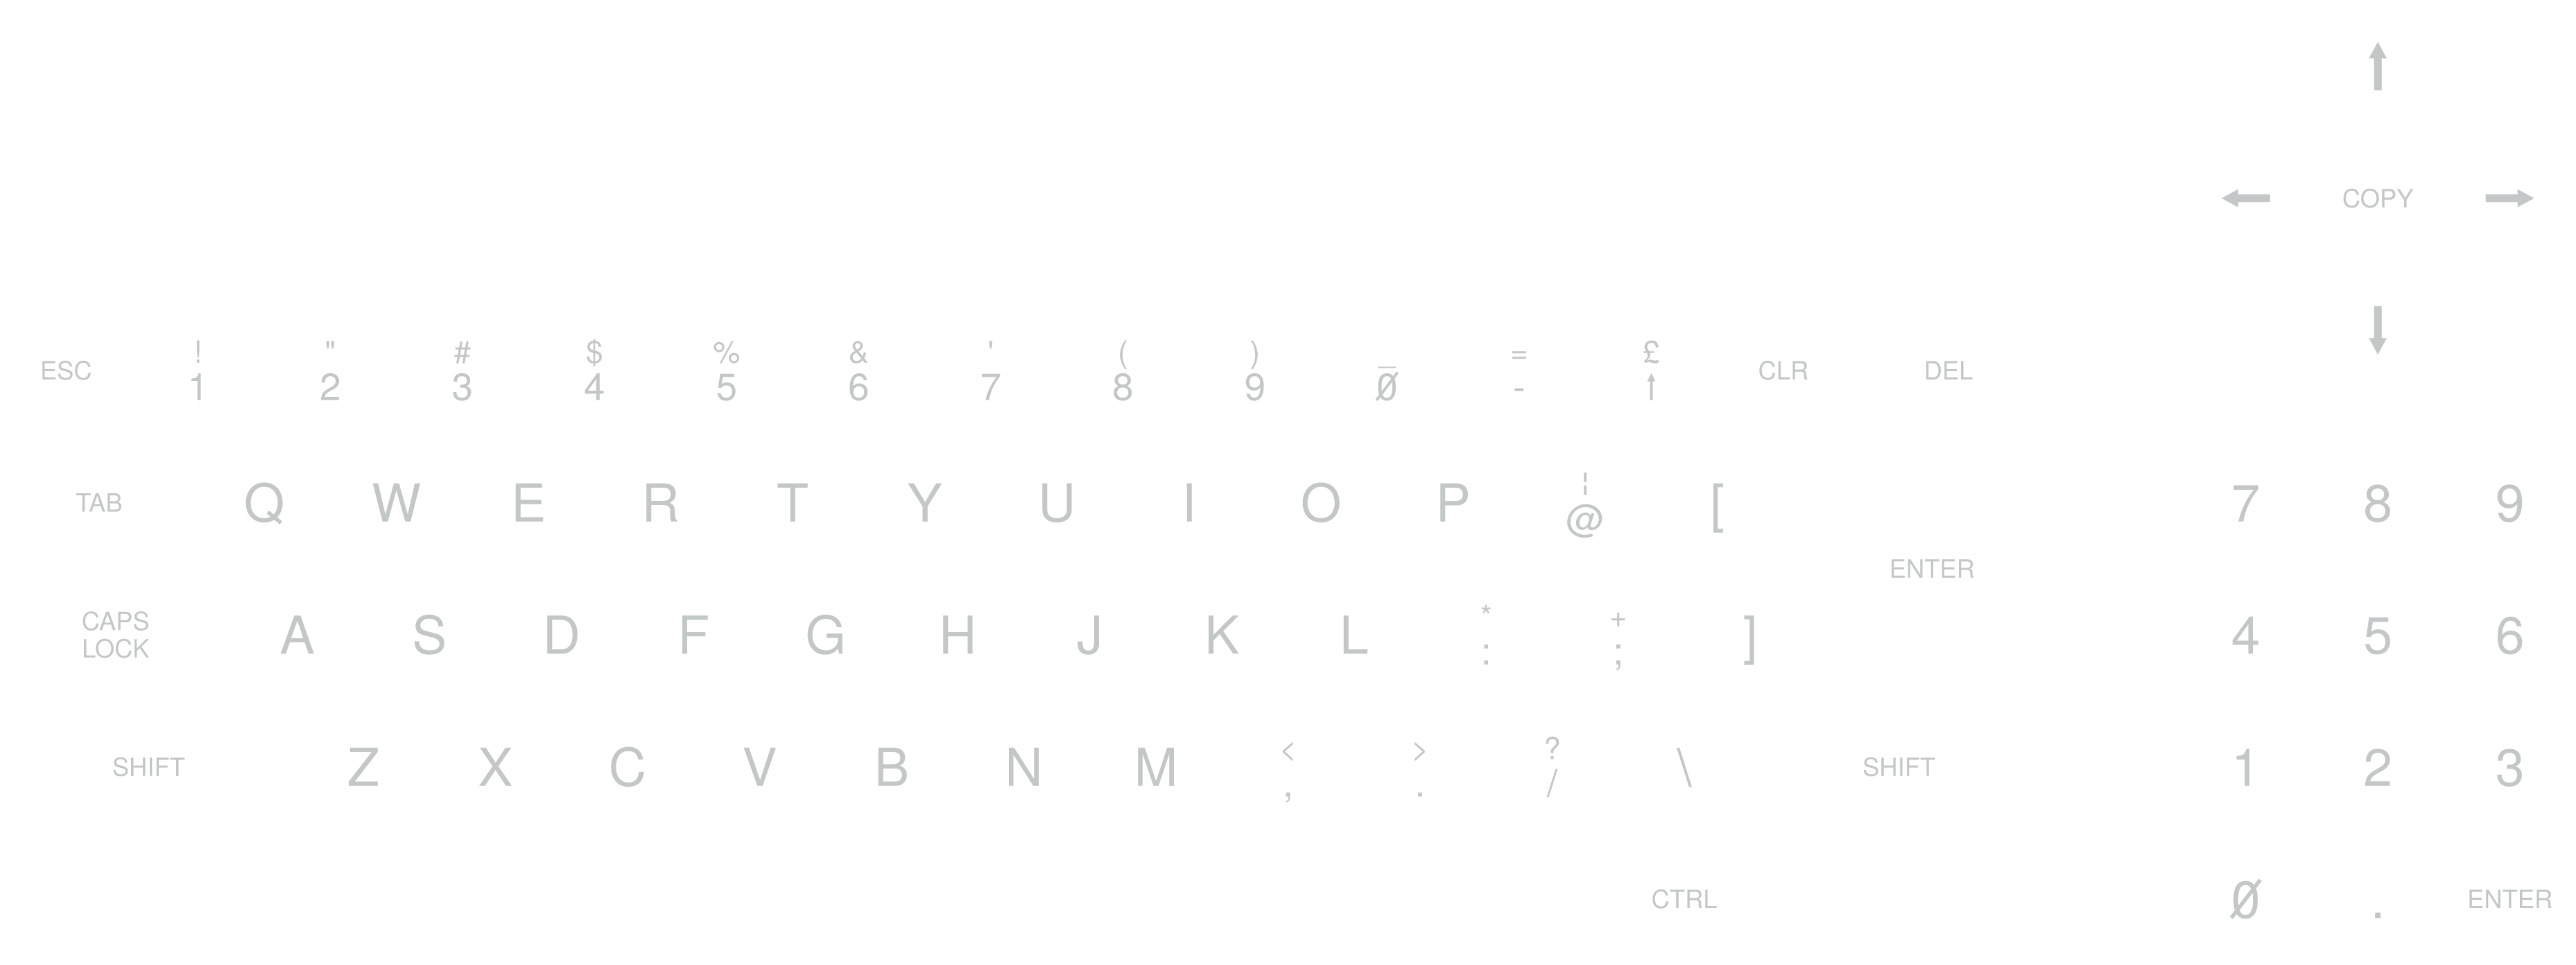 ↑
← COPY →
↓
! " # $ % & ' ( ) _ = £
ESC 1 2 3 4 5 6 7 8 9 Ø - ↑ CLR DEL
TAB Q W E R T Y U I O P ¦ @ [ 7 8 9
ENTER
CAPS LOCK A S D F G H J K L * : + ; ] 4 5 6
SHIFT Z X C V B N M < , > . ? / \ SHIFT 1 2 3
CTRL Ø . ENTER